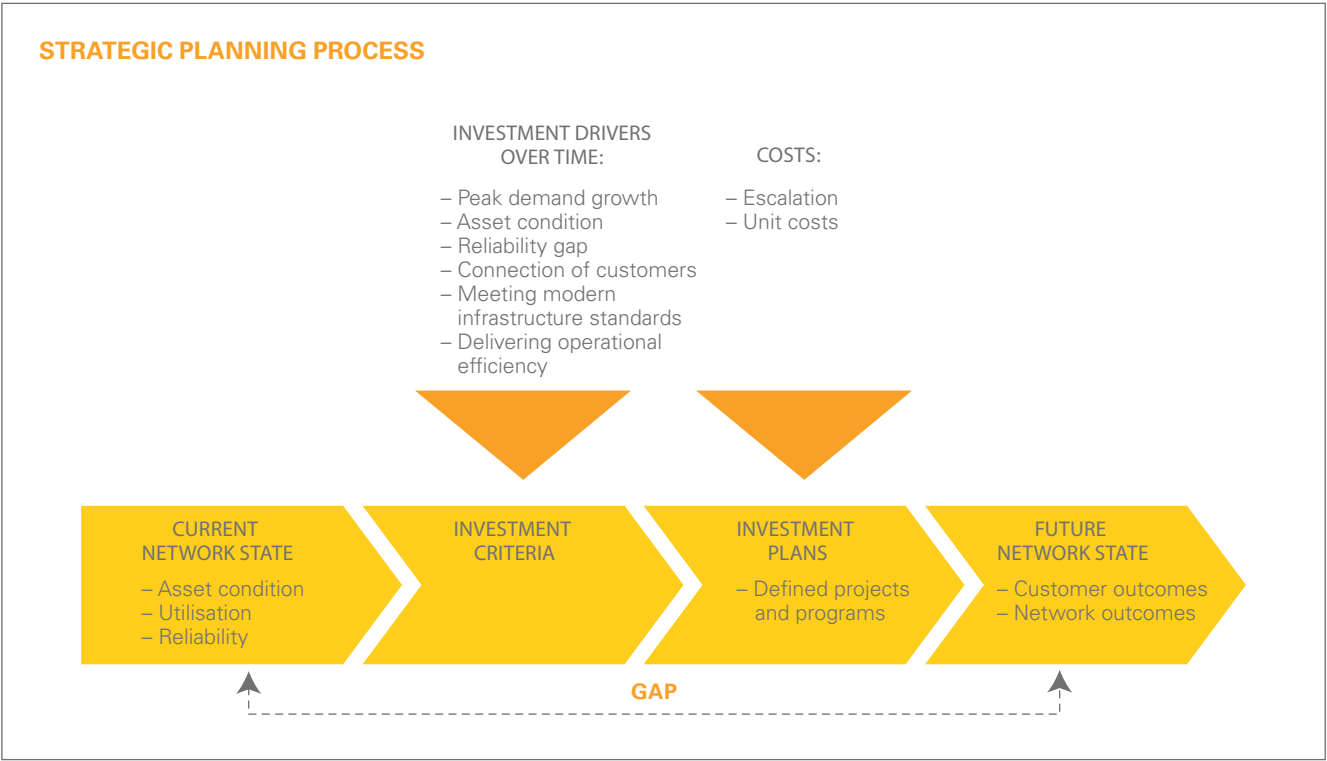 STRATEGIC PLANNING PROCESS
INVESTMENT DRIVERS
OVER TIME:
– Peak demand growth
– Asset condition
– Reliability gap
– Connection of customers
– Meeting modern
infrastructure standards
– Delivering operational
efficiency
COSTS:
– Escalation
– Unit costs
CURRENT
NETWORK STATE
– Asset condition
– Utilisation
– Reliability
INVESTMENT
CRITERIA
INVESTMENT
PLANS
– Defined projects
and programs
FUTURE
NETWORK STATE
– Customer outcomes
– Network outcomes
GAP